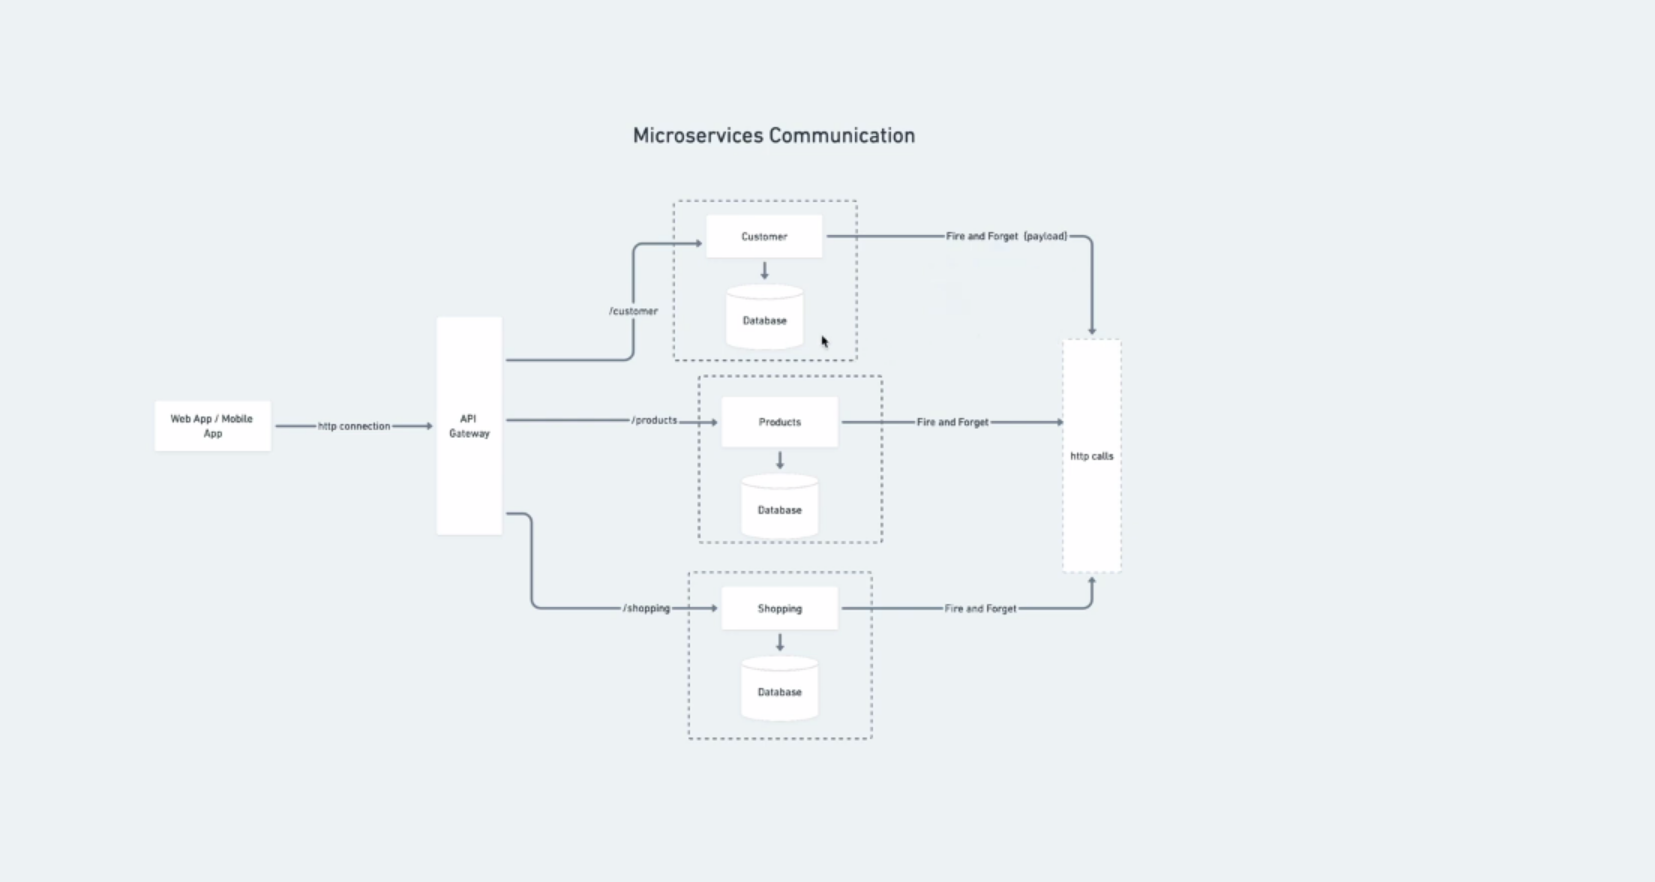 Microservices Communication
Customer
Fire and Forget (payload)
Database
/customer
Web App / Mobile
App
http connection
API
Gateway
/products
Products
Fire and Forget
http calls
Database
/shopping
Shopping
Fire and Forget
Database